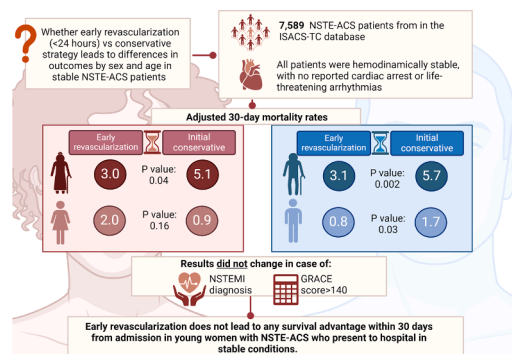 ?
Whether early revascularization
(<24 hours) vs conservative
strategy leads to differences in
outcomes by sex and age in
stable NSTE-ACS patients
7,589 NSTE-ACS patients from in the
ISACS-TC database
All patients were hemodinamically stable,
with no reported cardiac arrest or life-
threatening arrhythmias
Adjusted 30-day mortality rates
Early
revascularization
Initial
conservative
3.0
P value:
0.04
5.1
2.0
P value:
0.16
0.9
Early
revascularization
Initial
conservative
3.1
P value:
0.002
5.7
0.8
P value:
0.03
1.7
Results did not change in case of:
NSTEMI
diagnosis
GRACE
score>140
Early revascularization does not lead to any survival advantage within 30 days
from admission in young women with NSTE-ACS who present to hospital in
stable conditions.